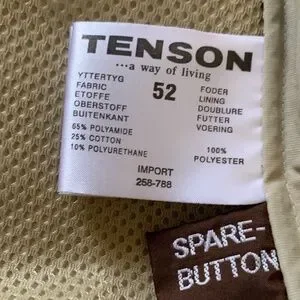 TENSON
...a way of living
YTTERTYG
FABRIC
ETOFFE
OBERSTOFF
BUITENKANT
65% POLYAMIDE
25% COTTON
10% POLYURETHANE
52
FODER
LINING
DOUBLURE
FUTTER
VOERING
100%
POLYESTER
IMPORT
258-788
SPARE-
BUTTON